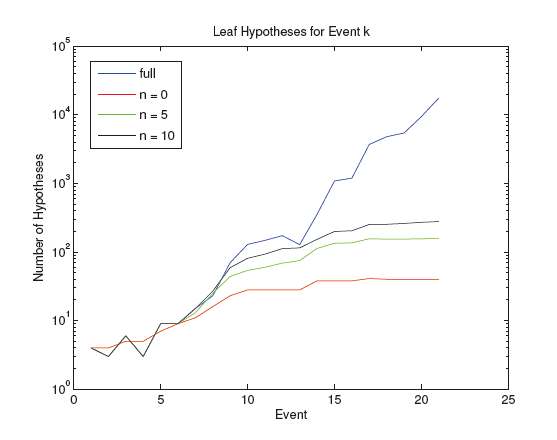 Leaf Hypotheses for Event k
10^5
10^4
10^3
10^2
10^1
10^0
Number of Hypotheses
full
n = 0
n = 5
n = 10
0 5 10 15 20 25
Event